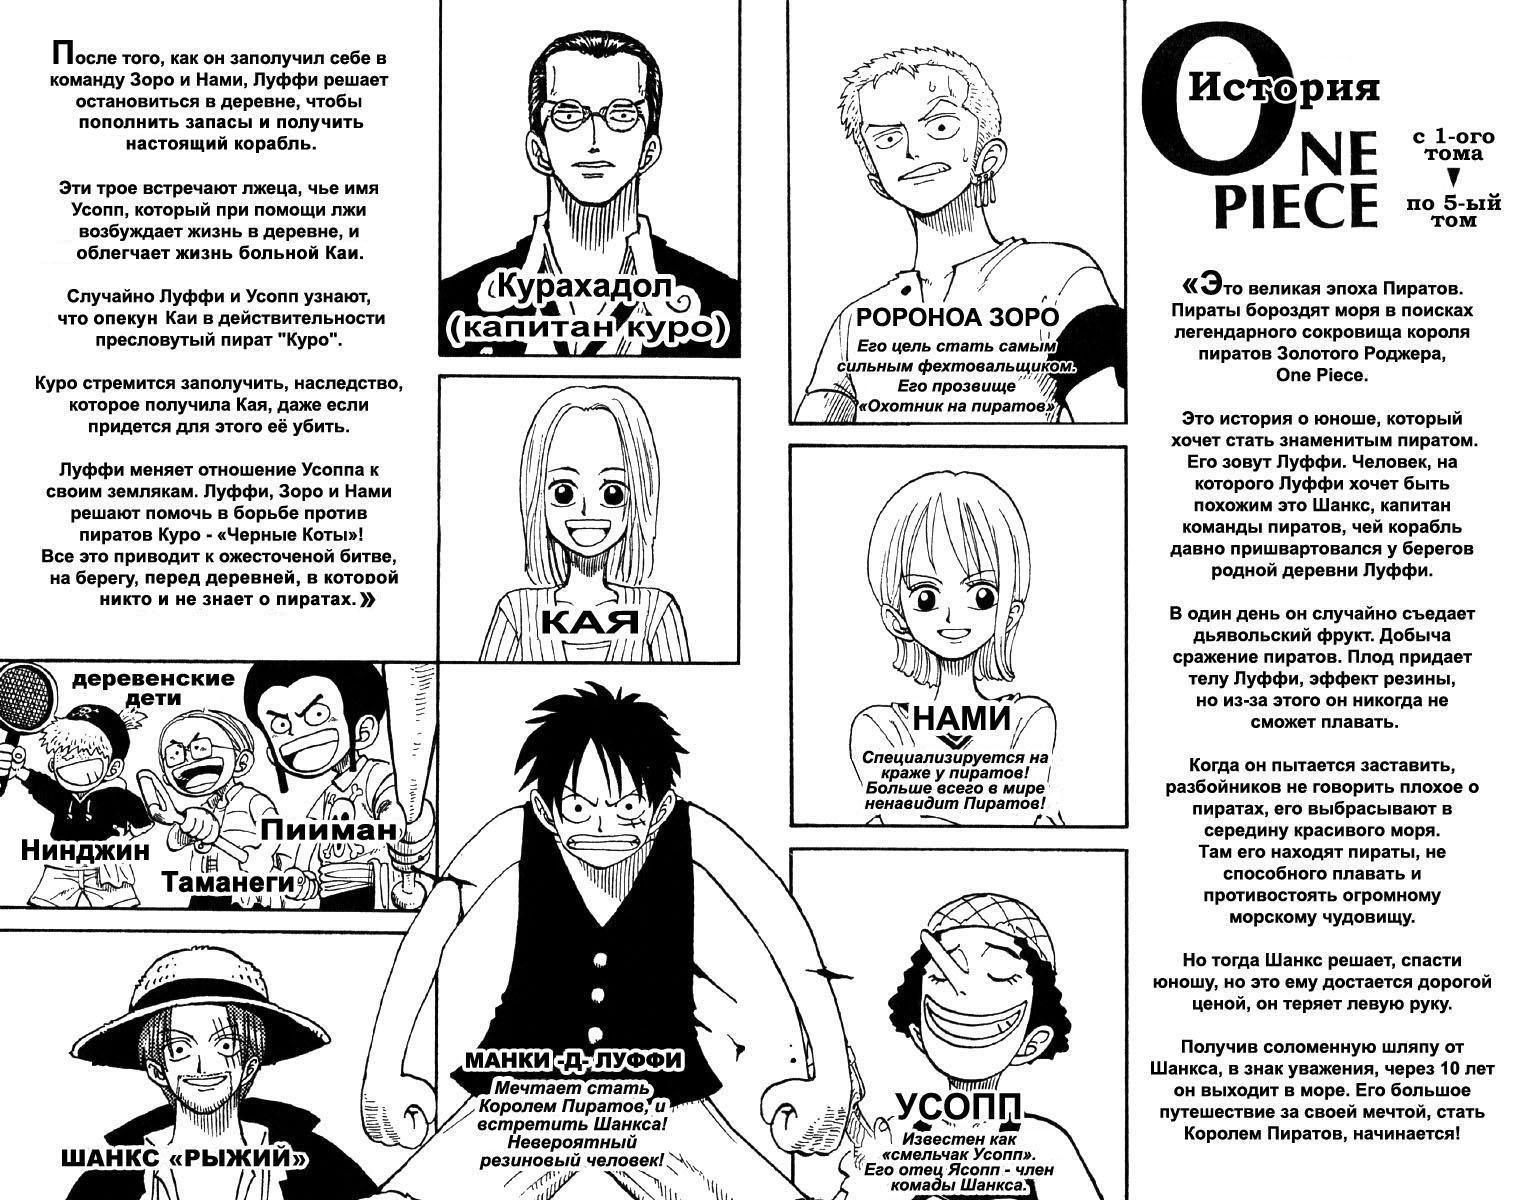 История
ONE
PIECE
с 1-ого
тома
по 5-ый
том
«Это великая эпоха Пиратов.
Пираты бороздят моря в поисках
легендарного сокровища короля
пиратов Золотого Роджера,
One Piece.
Это история о юноше, который
хочет стать знаменитым пиратом.
Его зовут Луффи. Человек, на
которого Луффи хочет быть
похожим это Шанкс, капитан
команды пиратов, чей корабль
давно пришвартовался у берегов
родной деревни Луффи.
В один день он случайно съедает
дьявольский фрукт. Добыча
сражение пиратов. Плод придает
телу Луффи, эффект резины,
но из-за этого он никогда не
сможет плавать.
Когда он пытается заставить,
разбойников не говорить плохое о
пиратах, его выбрасывают в
середину красивого моря.
Там его находят пираты, не
способного плавать и
противостоять огромному
морскому чудовищу.
Но тогда Шанкс решает, спасти
юношу, но это ему достается дорогой
ценой, он теряет левую руку.
Получив соломенную шляпу от
Шанкса, в знак уважения, через 10 лет
он выходит в море. Его большое
путешествие за своей мечтой, стать
Королем Пиратов, начинается!
РОРОНОА ЗОРО
Его цель стать самым
сильным фехтовальщиком.
Его прозвище
«Охотник на пиратов»
НАМИ
Специализируется на
краже у пиратов!
Больше всего в мире
ненавидит Пиратов!
УСОПП
Известен как
«смельчак Усопп».
Его отец Ясопп - член
комады Шанкса.
Курахадол
(капитан куро)
КАЯ
МАНКИ -Д- ЛУФФИ
Мечтает стать
Королем Пиратов, и
встретить Шанкса!
Невероятный
резиновый человек!
После того, как он заполучил себе в
команду Зоро и Нами, Луффи решает
остановиться в деревне, чтобы
пополнить запасы и получить
настоящий корабль.
Эти трое встречают лжеца, чье имя
Усопп, который при помощи лжи
возбуждает жизнь в деревне, и
облегчает жизнь больной Каи.
Случайно Луффи и Усопп узнают,
что опекун Каи в действительности
пресловутый пират "Куро".
Куро стремится заполучить, наследство,
которое получила Кая, даже если
придется для этого её убить.
Луффи меняет отношение Усоппа к
своим землякам. Луффи, Зоро и Нами
решают помочь в борьбе против
пиратов Куро - «Черные Коты»!
Все это приводит к ожесточеной битве,
на берегу, перед деревней, в которой
никто и не знает о пиратах.»
деревенские
дети
Нинджин
Пииман
Таманеги
ШАНКС «РЫЖИЙ»